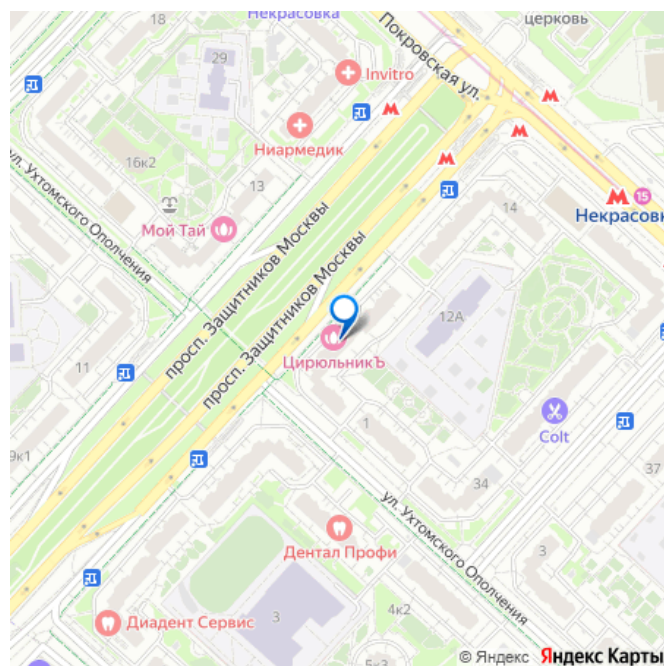 церковь
Некрасовка
Покровская ул.
29
Invitro
Ниармедик
16к2
13
ул. Ухтомского Ополчения
Мой Тай
просп. Защитников Москвы
просп. Защитников Москвы
14
15
Некрасовка
12А
ЦирюльникЪ
11
1
Colt
9к1
34
37
ул. Ухтомского Ополчения
Дентал Профи
3
Диадент Сервис
3
4к2
5к3
© Яндекс Яндекс Карты